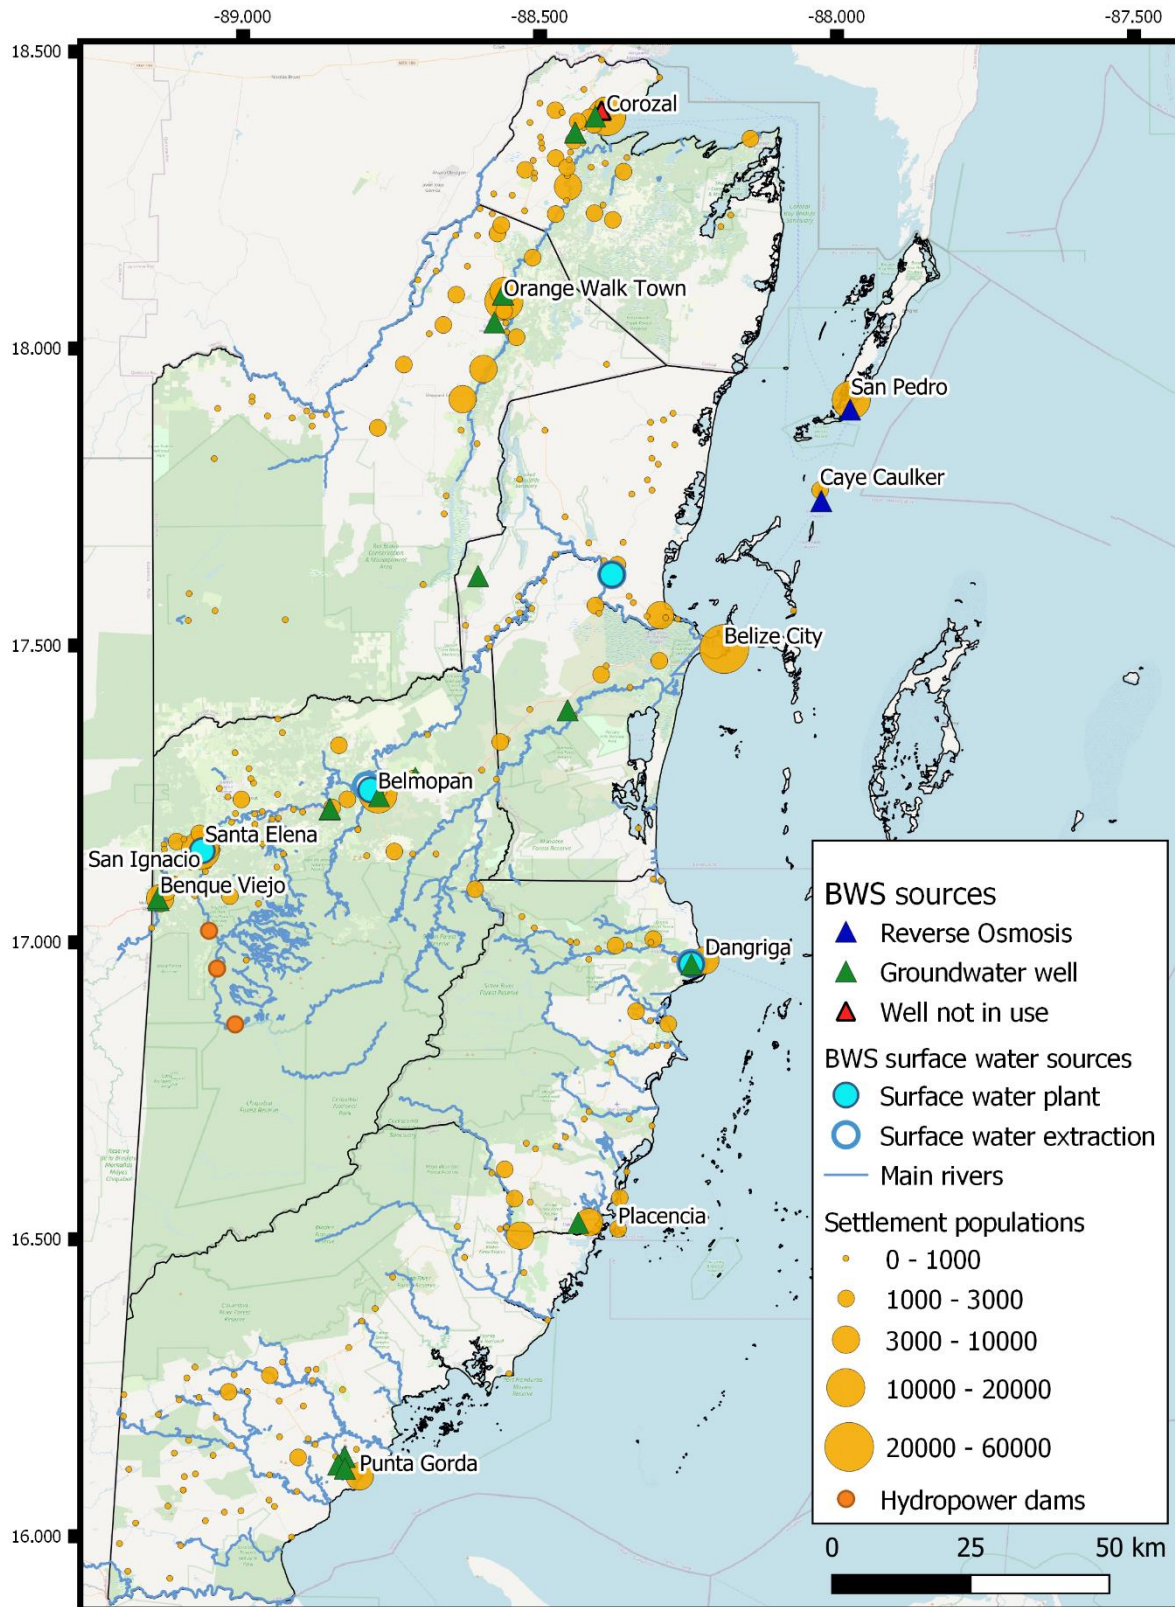 -89.000
-88.500
-88.000
-87.500
18.500
18.000
17.500
17.000
16.500
16.000
Corozal
Orange Walk Town
San Pedro
Caye Caulker
Belize City
Belmopan
Santa Elena
San Ignacio
Benque Viejo
Dangriga
Placencia
Punta Gorda
BWS sources
Reverse Osmosis
Groundwater well
Well not in use
BWS surface water sources
Surface water plant
Surface water extraction
Main rivers
Settlement populations
0 - 1000
1000 - 3000
3000 - 10000
10000 - 20000
20000 - 60000
Hydropower dams
0 25 50 km